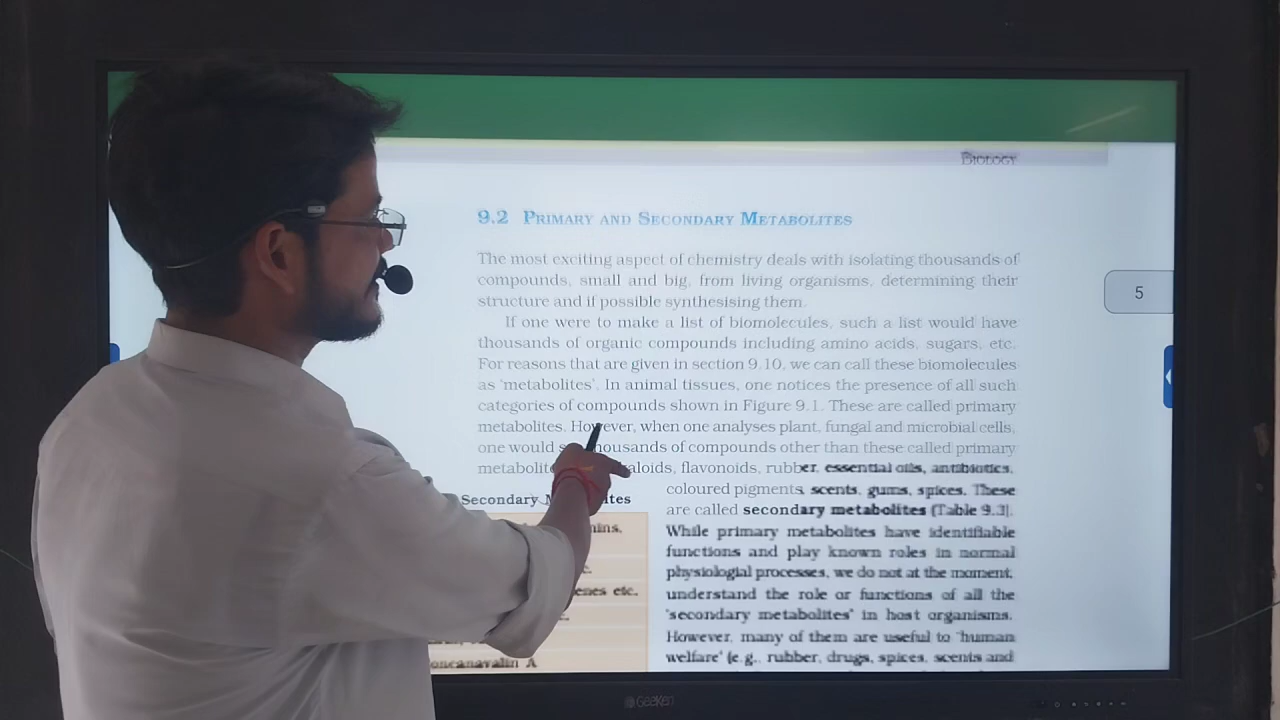 BIOLOGY
9.2 PRIMARY AND SECONDARY METABOLITES
The most exciting aspect of chemistry deals with isolating thousands of
compounds, small and big, from living organisms, determining their
structure and if possible synthesising them.
If one were to make a list of biomolecules, such a list would have
thousands of organic compounds including amino acids, sugars, etc.
For reasons that are given in section 9.10, we can call these biomolecules
as 'metabolites'. In animal tissues, one notices the presence of all such
categories of compounds shown in Figure 9.1. These are called primary
metabolites. However, when one analyses plant, fungal and microbial cells,
one would thousands of compounds other than these called primary
flavonoids, rubber, essential oils, antibiotics,
coloured pigments, scents, gums, spices. These
are called secondary metabolites (Table 9.3).
While primary metabolites have identifiable
functions and play known roles in normal
physiologial processes, we do not at the moment,
understand the role or functions of all the
'secondary metabolites' in host organisms.
However, many of them are useful to 'human
welfare' (e.g., rubber, drugs, spices, scents and
Secondary
etc.
oncanavalin A
5
GeeKen